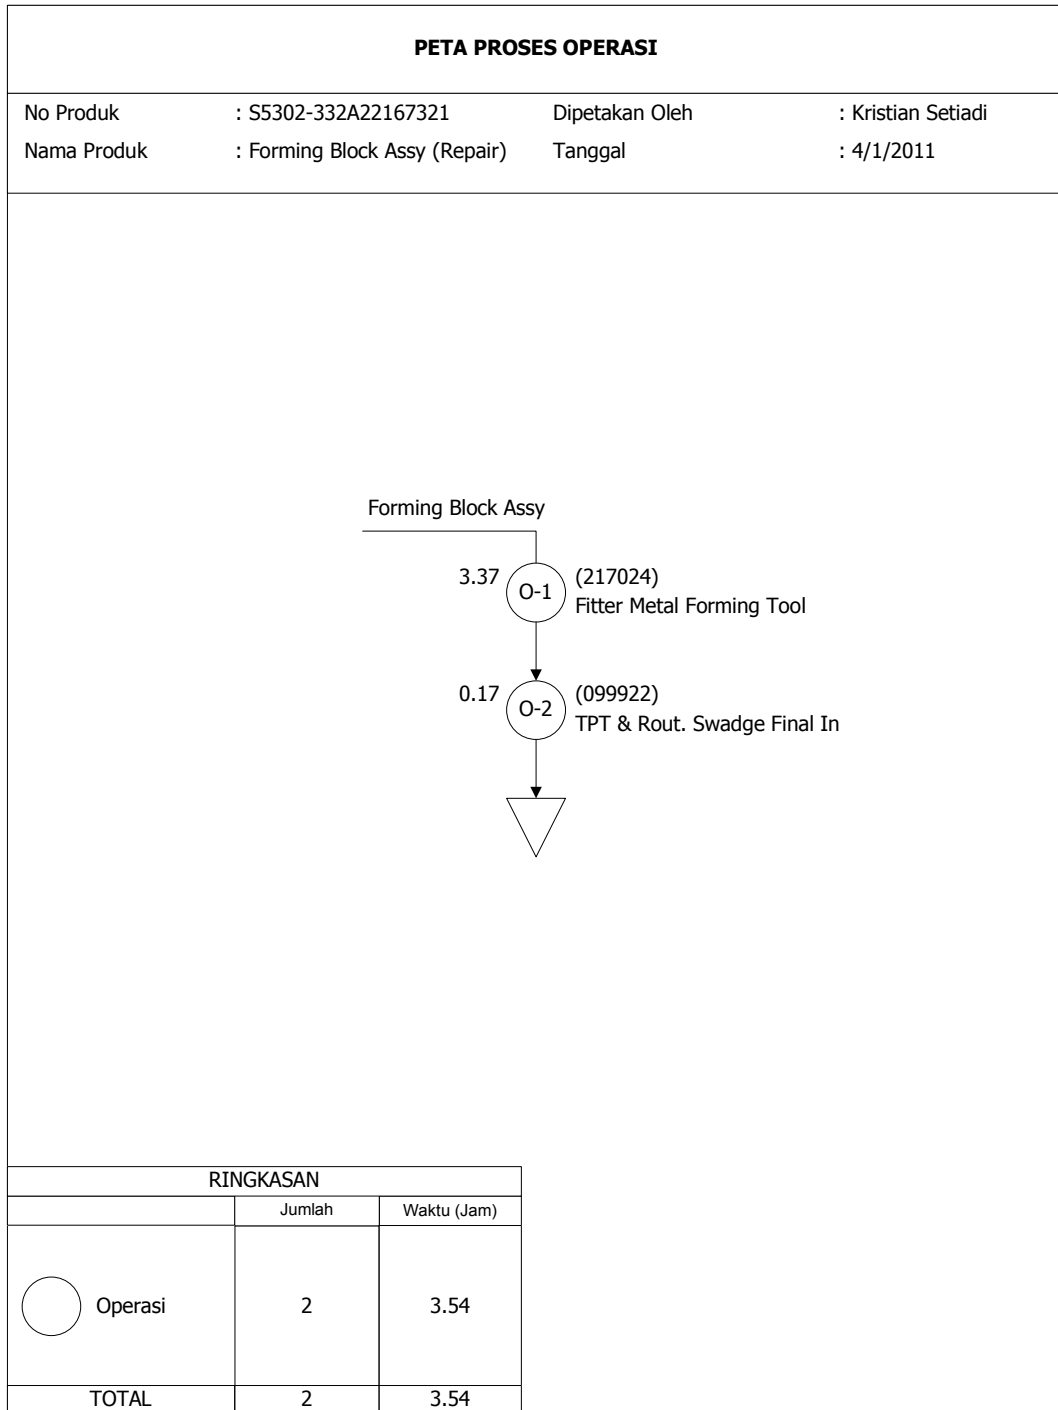 PETA PROSES OPERASI
No Produk : S5302-332A22167321 Dipetakan Oleh : Kristian Setiadi
Nama Produk : Forming Block Assy (Repair) Tanggal : 4/1/2011
Forming Block Assy
3.37 O-1 (217024)
Fitter Metal Forming Tool
0.17 O-2 (099922)
TPT & Rout. Swadge Final In
RINGKASAN
Jumlah Waktu (Jam)
Operasi 2 3.54
TOTAL 2 3.54